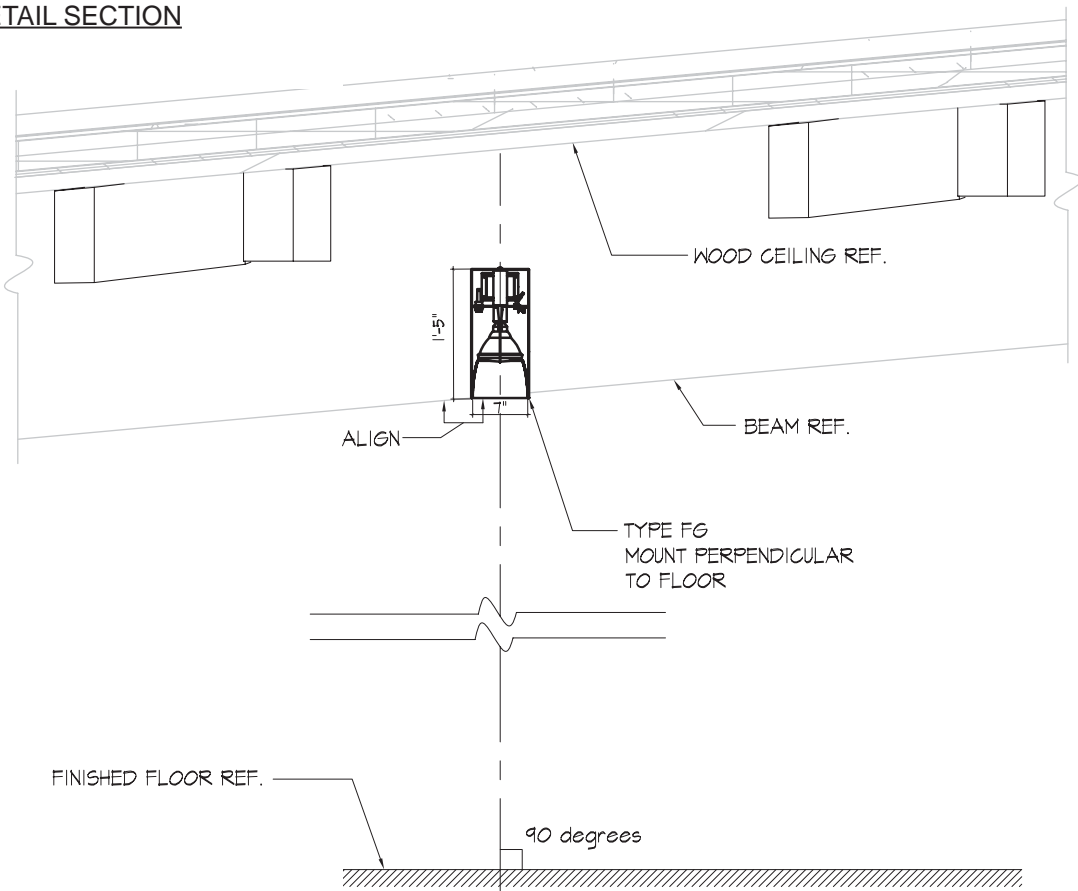 ETAIL SECTION
WOOD CEILING REF.
1'-5"
7"
ALIGN
BEAM REF.
TYPE FG
MOUNT PERPENDICULAR
TO FLOOR
FINISHED FLOOR REF.
90 degrees